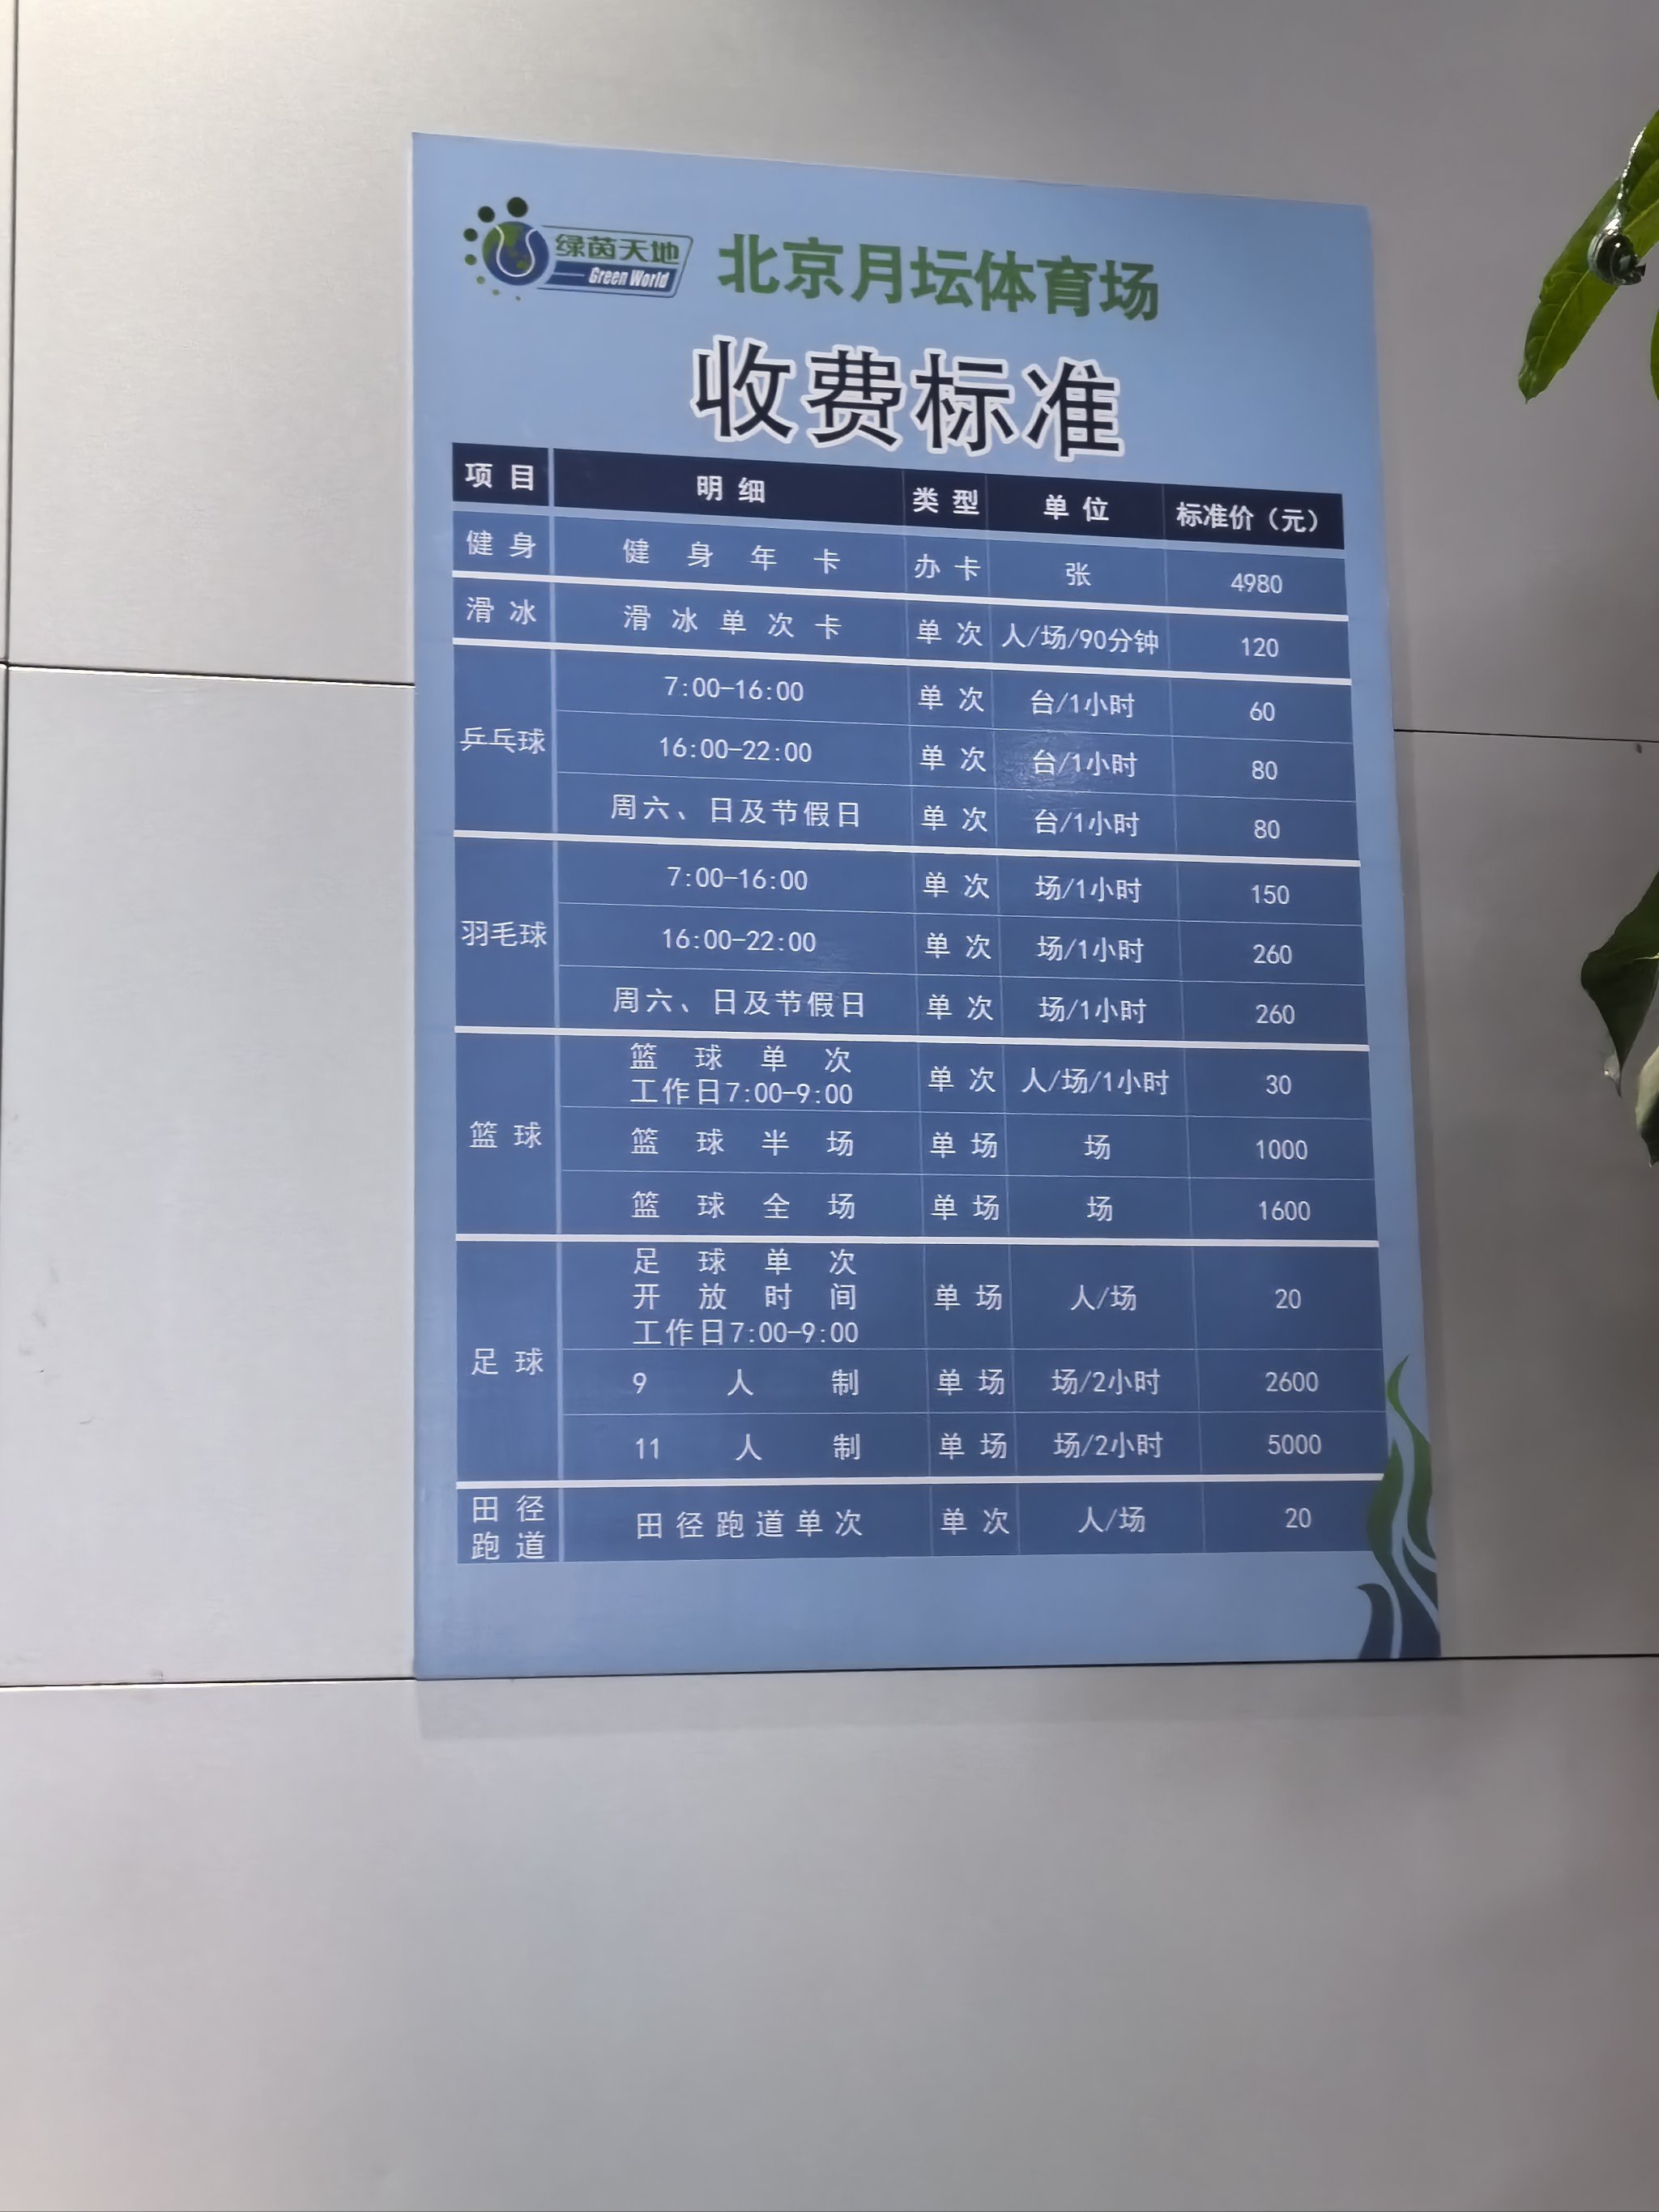 绿茵天地
Green World
北京月坛体育场
收费标准
项目 明细 类型 单位 标准价（元）
健身 健身年卡 办卡 张 4980
滑冰 滑冰单次卡 单次 人/场/90分钟 120
乒乓球 7:00-16:00 单次 台/1小时 60
16:00-22:00 单次 台/1小时 80
周六、日及节假日 单次 台/1小时 80
羽毛球 7:00-16:00 单次 场/1小时 150
16:00-22:00 单次 场/1小时 260
周六、日及节假日 单次 场/1小时 260
篮球 篮球单次
工作日7:00-9:00 单次 人/场/1小时 30
篮球半场 单场 场 1000
篮球全场 单场 场 1600
足球 足球单次
开放时间
工作日7:00-9:00 单场 人/场 20
9人制 单场 场/2小时 2600
11人制 单场 场/2小时 5000
田径
跑道 田径跑道单次 单次 人/场 20